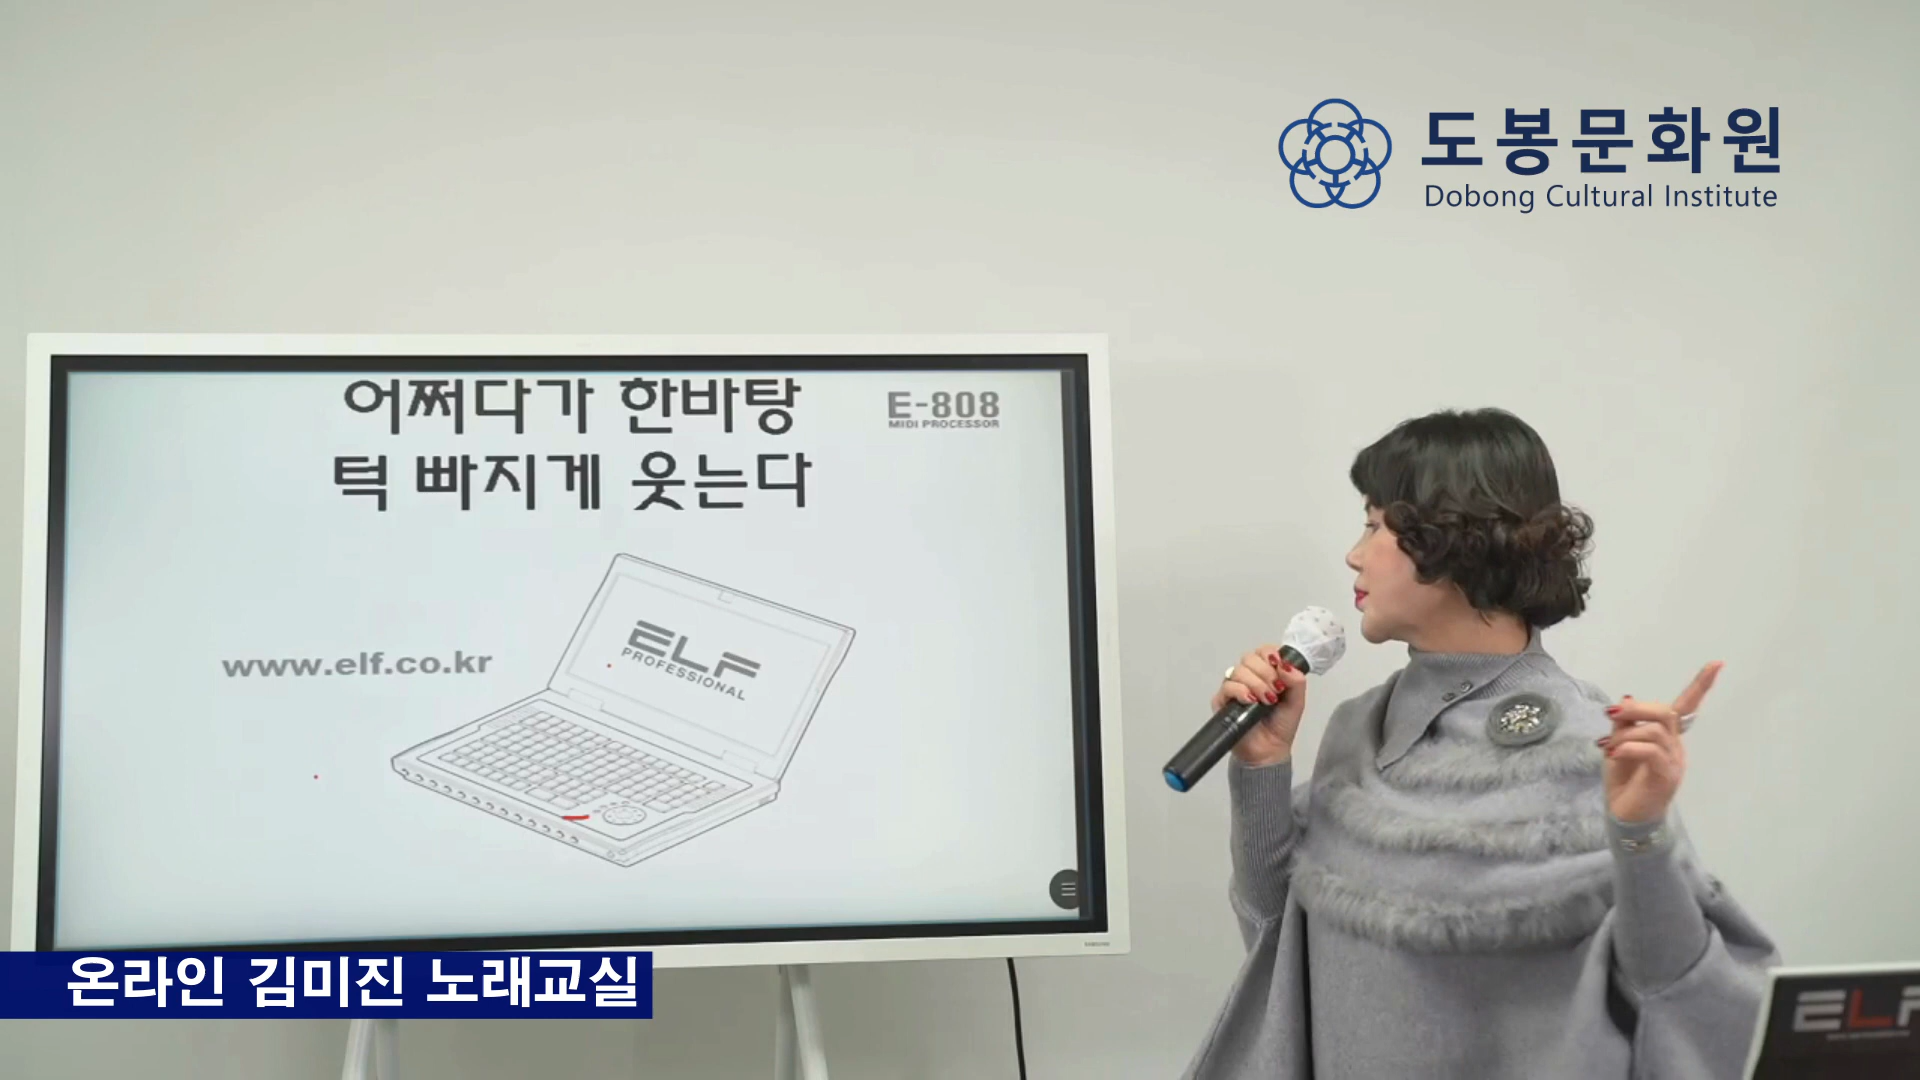 도봉문화원
Dobong Cultural Institute
어쩌다가 한바탕
턱 빠지게 웃는다
E-808
MIDI PROCESSOR
www.elf.co.kr
ELF
PROFESSIONAL
온라인 김미진 노래교실
ELF